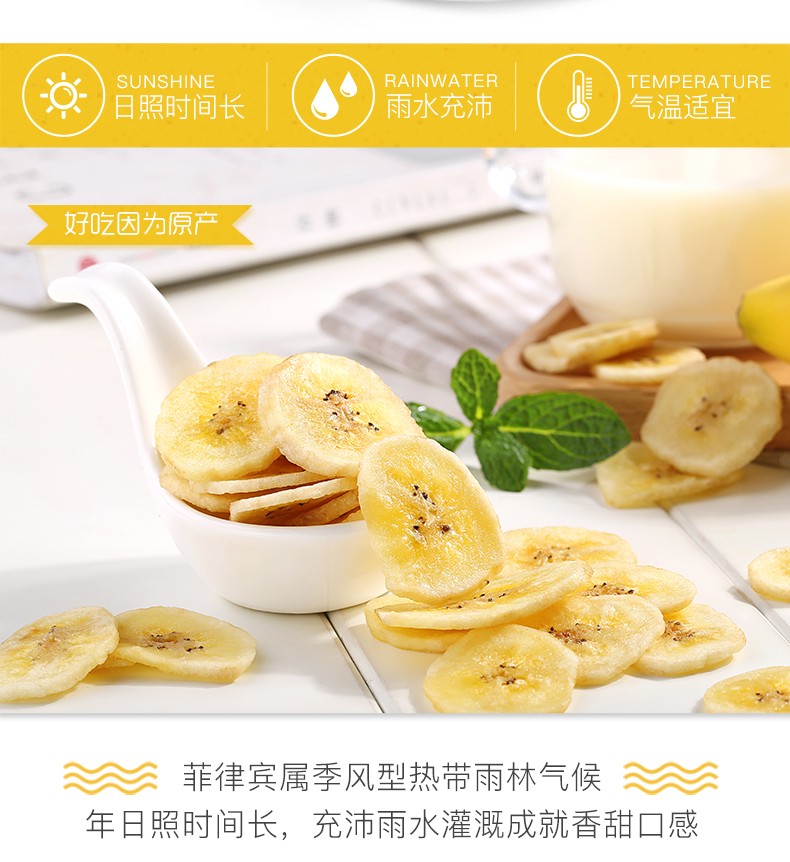 SUNSHINE
日照时间长
RAINWATER
雨水充沛
TEMPERATURE
气温适宜
好吃因为原产
菲律宾属季风型热带雨林气候
年日照时间长，充沛雨水灌溉成就香甜口感